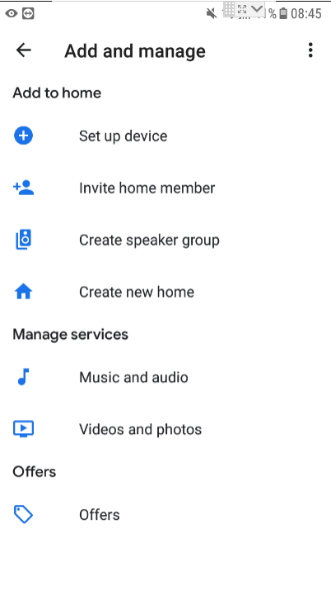 % 08:45
Add and manage
Add to home
Set up device
Invite home member
Create speaker group
Create new home
Manage services
Music and audio
Videos and photos
Offers
Offers